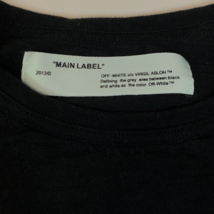 "MAIN LABEL"
2013/©
OFF-WHITE c/o VIRGIL ABLOH™
Defining the grey area between black
and white as the color Off-White™